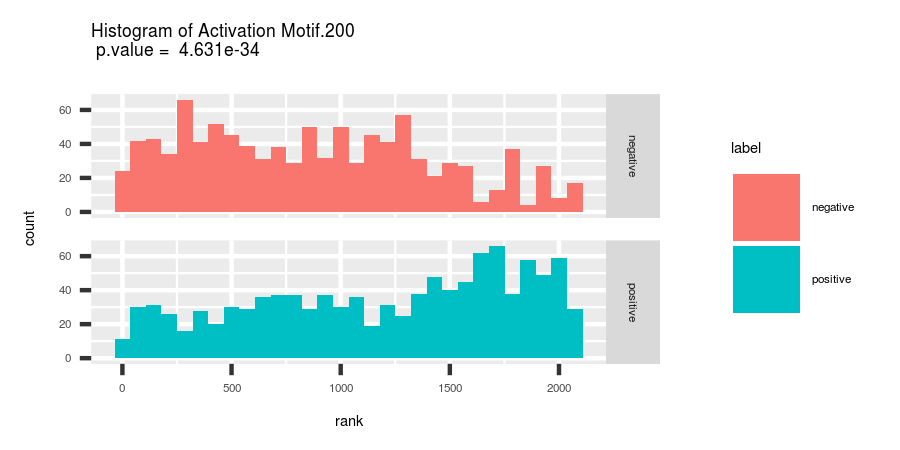 Histogram of Activation Motif.200
p.value = 4.631e-34
count
60
40
20
0
negative
60
40
20
0
positive
0
500
1000
1500
2000
rank
label
negative
positive